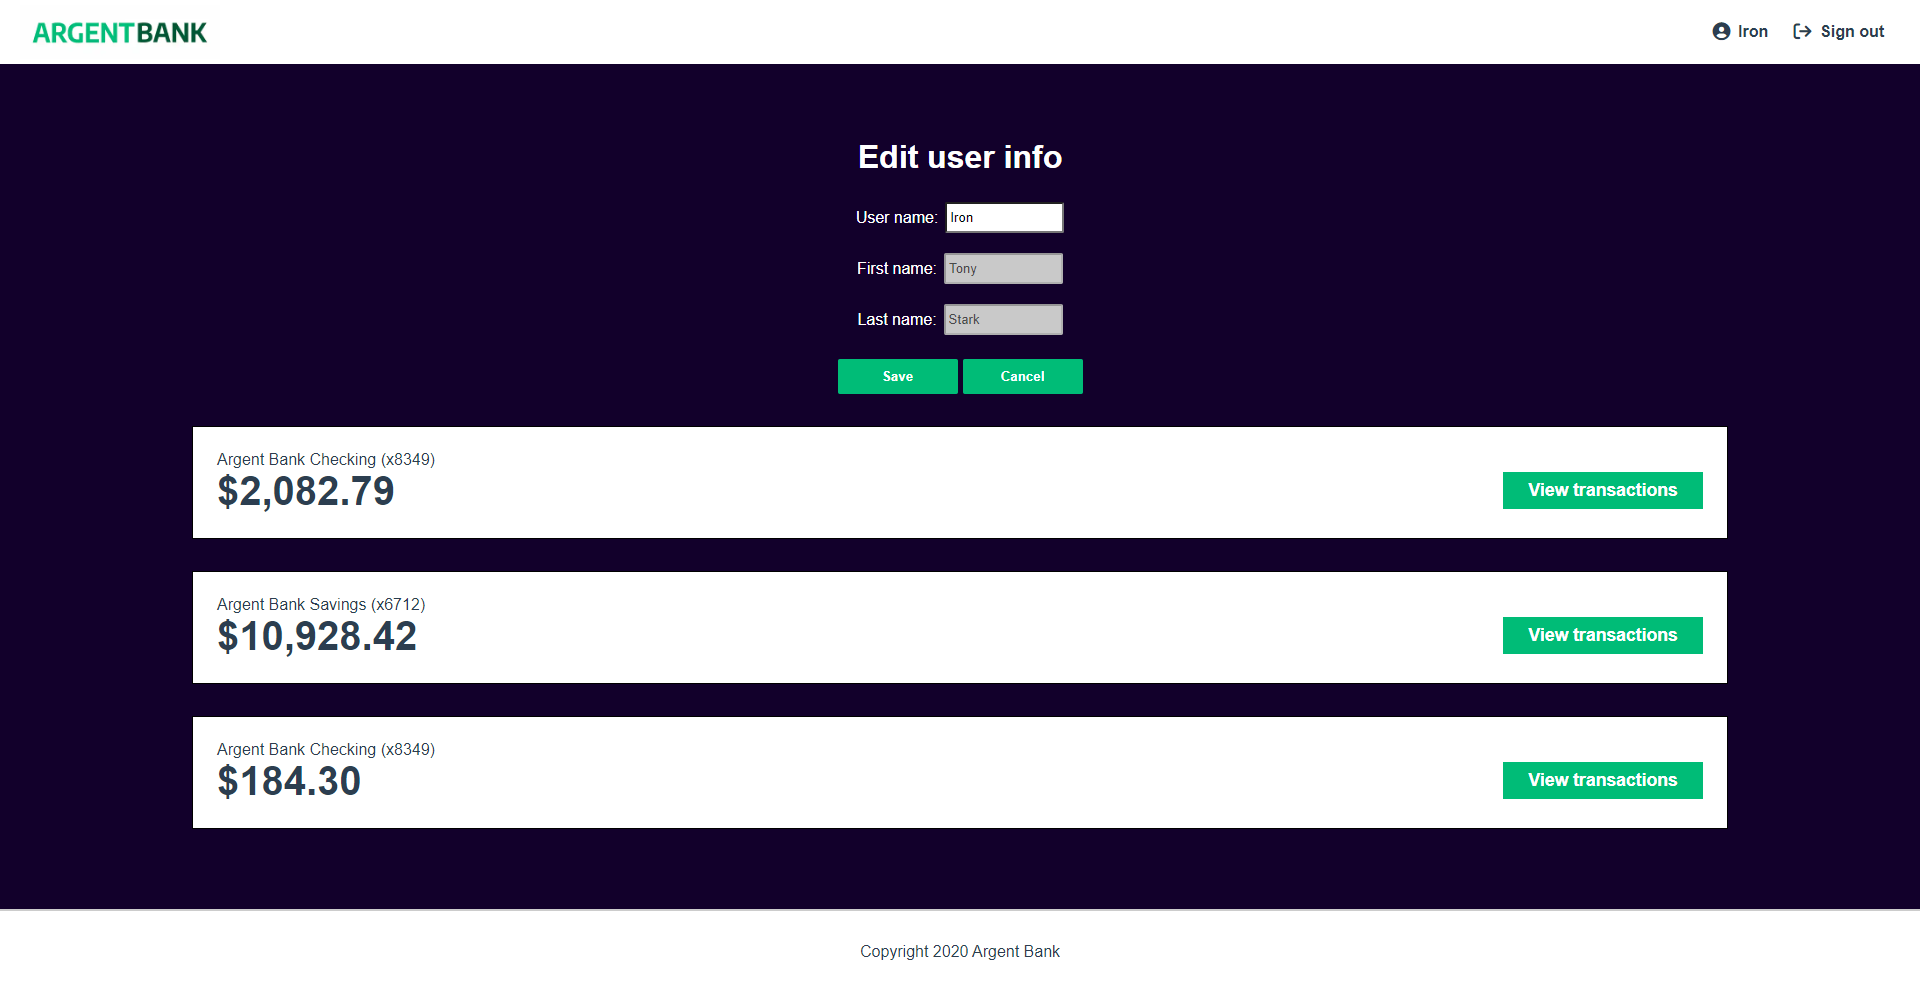 ARGENTBANK
Iron Sign out
Edit user info
User name: Iron
First name: Tony
Last name: Stark
Save Cancel
Argent Bank Checking (x8349)
$2,082.79
View transactions
Argent Bank Savings (x6712)
$10,928.42
View transactions
Argent Bank Checking (x8349)
$184.30
View transactions
Copyright 2020 Argent Bank